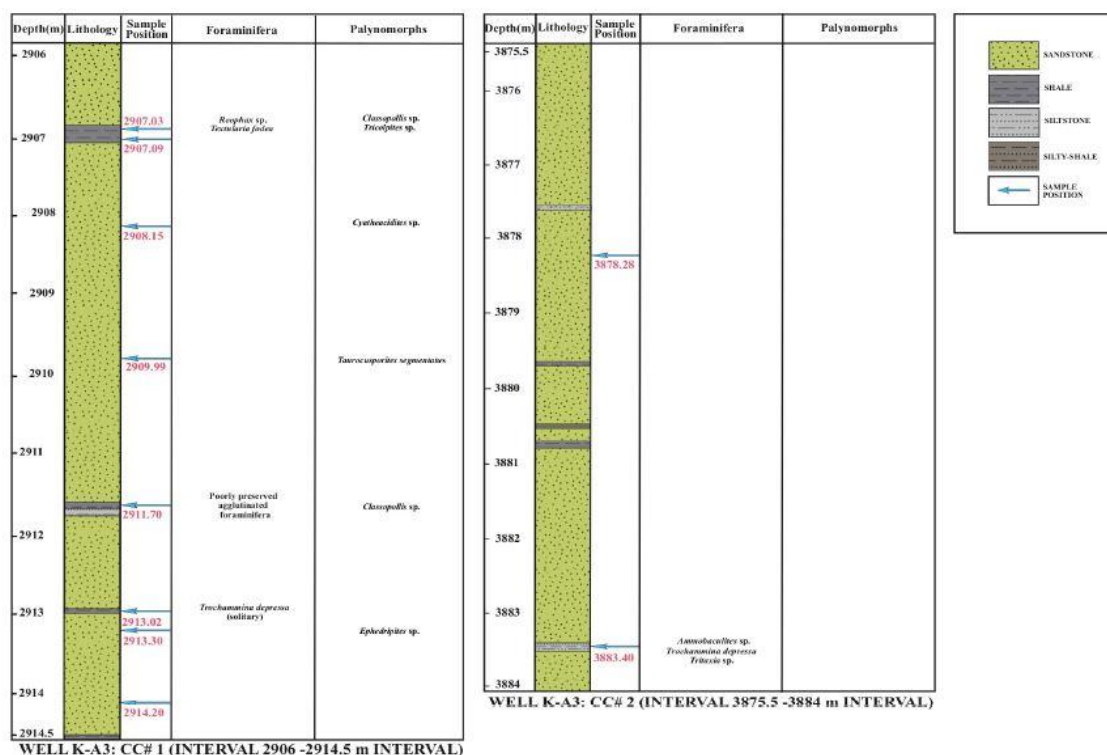 Depth(m) Lithology Sample Position Foraminifera Palynomorphs
2906
2907.03
Reophax sp.
Textularia foeda
Classopollis sp.
Tricolpites sp.
2907
2907.09
2908
Cyatheacidites sp.
2908.15
2909
2909.99
Taurocusporites segmentatus
2910
2911
Poorly preserved
agglutinated
foraminifera
Classopollis sp.
2911.70
2912
2913
Trochammina depressa
(solitary)
2913.02
2913.30
Ephedripites sp.
2914
2914.20
2914.5
WELL K-A3: CC# 1 (INTERVAL 2906 -2914.5 m INTERVAL)
Depth(m) Lithology Sample Position Foraminifera Palynomorphs
3875.5
3876
3877
3878
3878.28
3879
3880
3881
3882
3883
Ammobaculites sp.
Trochammina depressa
Tritaxia sp.
3883.40
3884
WELL K-A3: CC# 2 (INTERVAL 3875.5 -3884 m INTERVAL)
SANDSTONE
SHALE
SILTSTONE
SILTY-SHALE
SAMPLE
POSITION